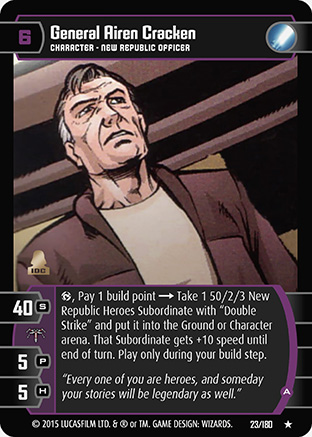 6
General Airen Cracken
CHARACTER - NEW REPUBLIC OFFICER
IDC
40 S
5 P
5 H
, Pay 1 build point → Take 1 50/2/3 New
Republic Heroes Subordinate with “Double
Strike” and put it into the Ground or Character
arena. That Subordinate gets +10 speed until
end of turn. Play only during your build step.
“Every one of you are heroes, and someday
your stories will be legendary as well.”
A
© 2015 LUCASFILM LTD. & ® OR TM. GAME DESIGN: WIZARDS.
23/180 ★